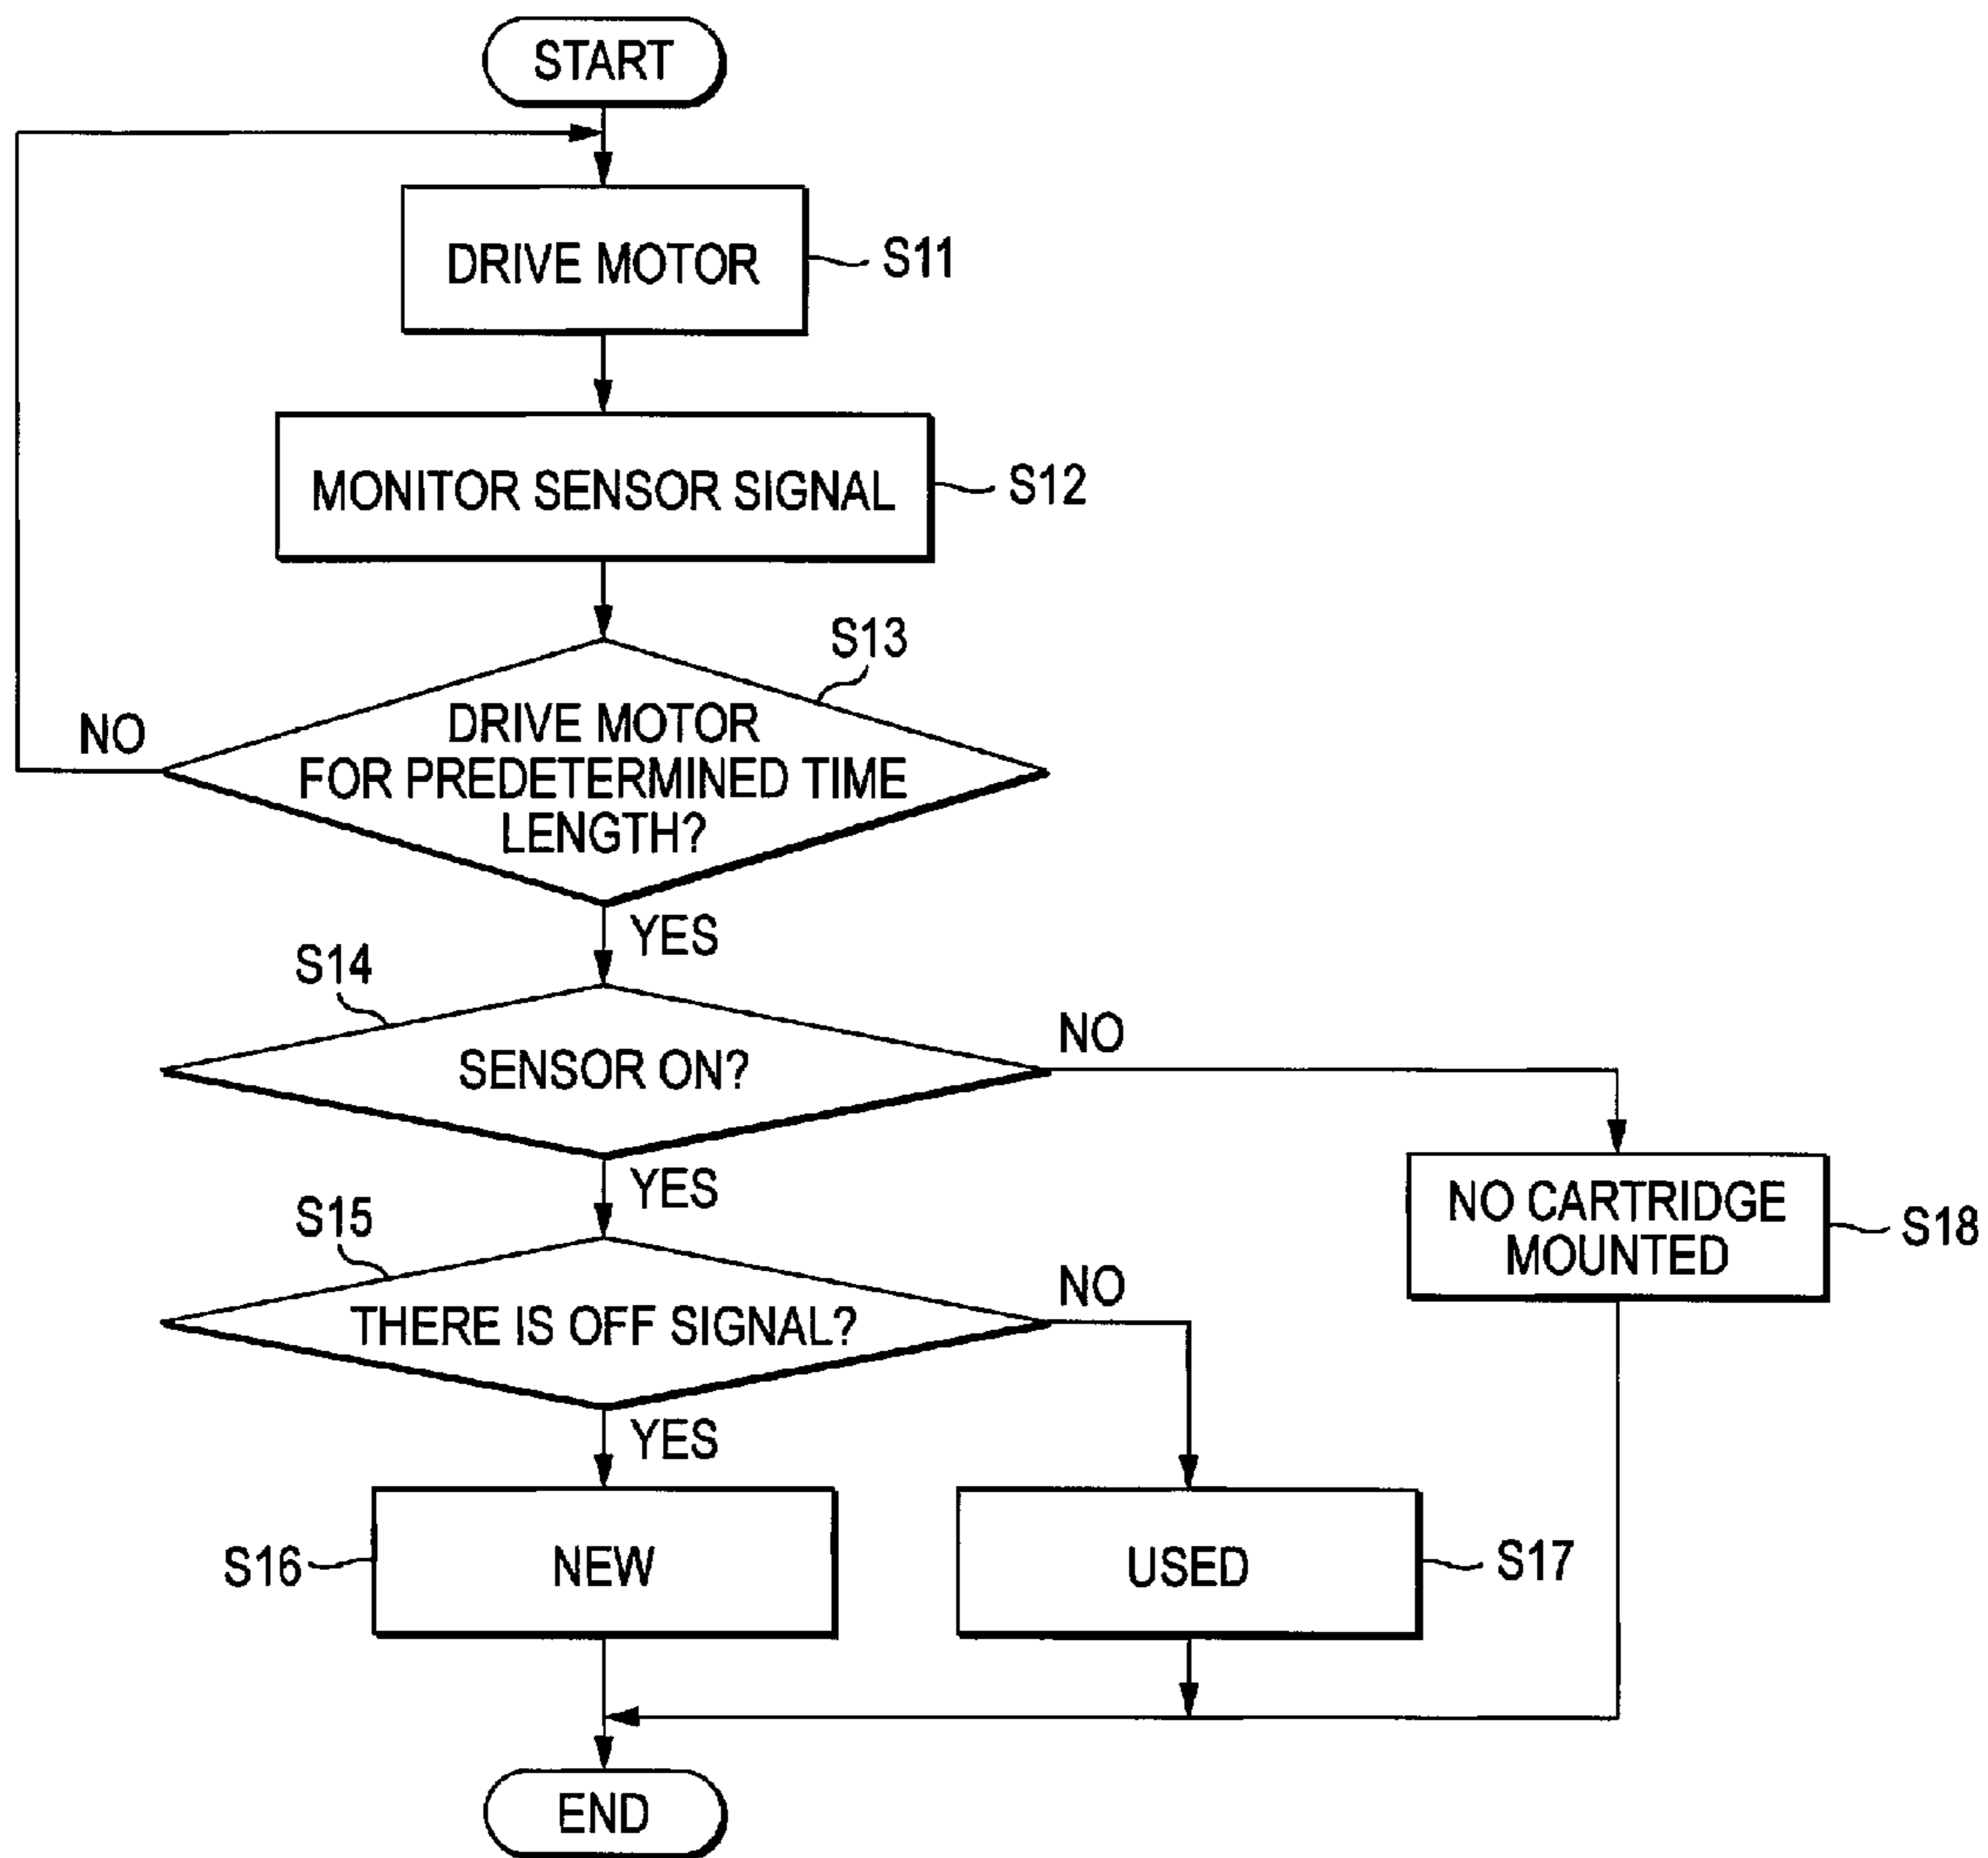 START
DRIVE MOTOR
S11
MONITOR SENSOR SIGNAL
S12
S13
NO
DRIVE MOTOR
FOR PREDETERMINED TIME
LENGTH?
YES
S14
SENSOR ON?
NO
YES
S15
THERE IS OFF SIGNAL?
NO
NO CARTRIDGE
MOUNTED
S18
YES
S16
NEW
USED
S17
END